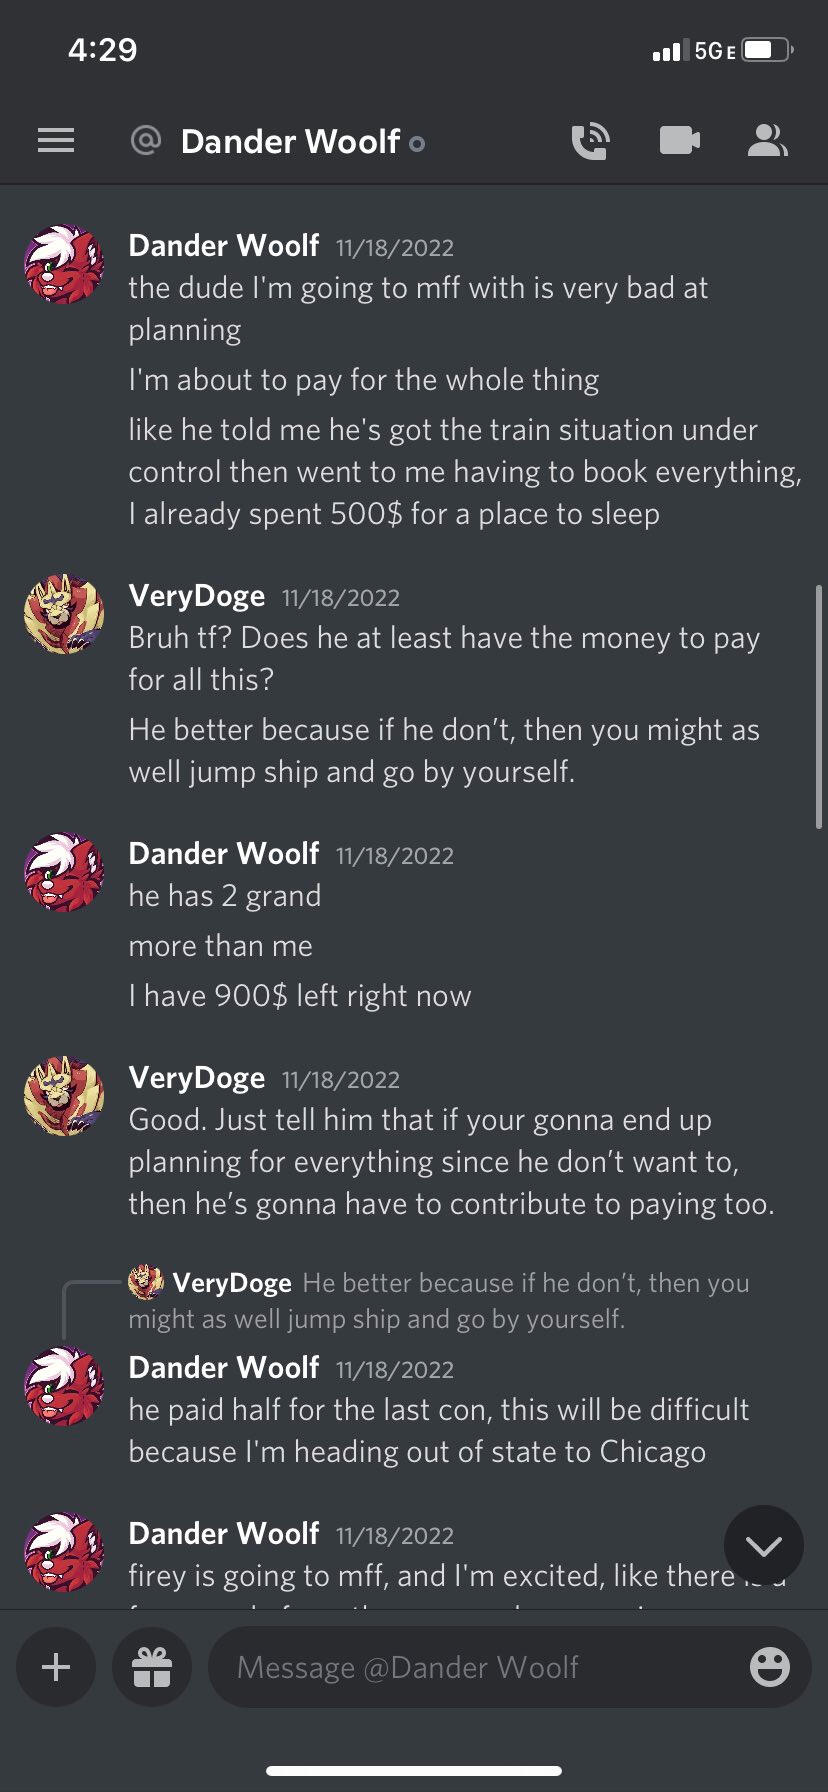 4:29
5G E
@ Dander Woolf
Dander Woolf 11/18/2022
the dude I'm going to mff with is very bad at
planning
I'm about to pay for the whole thing
like he told me he's got the train situation under
control then went to me having to book everything,
I already spent 500$ for a place to sleep
VeryDoge 11/18/2022
Bruh tf? Does he at least have the money to pay
for all this?
He better because if he don’t, then you might as
well jump ship and go by yourself.
Dander Woolf 11/18/2022
he has 2 grand
more than me
I have 900$ left right now
VeryDoge 11/18/2022
Good. Just tell him that if your gonna end up
planning for everything since he don’t want to,
then he’s gonna have to contribute to paying too.
VeryDoge He better because if he don’t, then you
might as well jump ship and go by yourself.
Dander Woolf 11/18/2022
he paid half for the last con, this will be difficult
because I'm heading out of state to Chicago
Dander Woolf 11/18/2022
firey is going to mff, and I'm excited, like there
Message @Dander Woolf